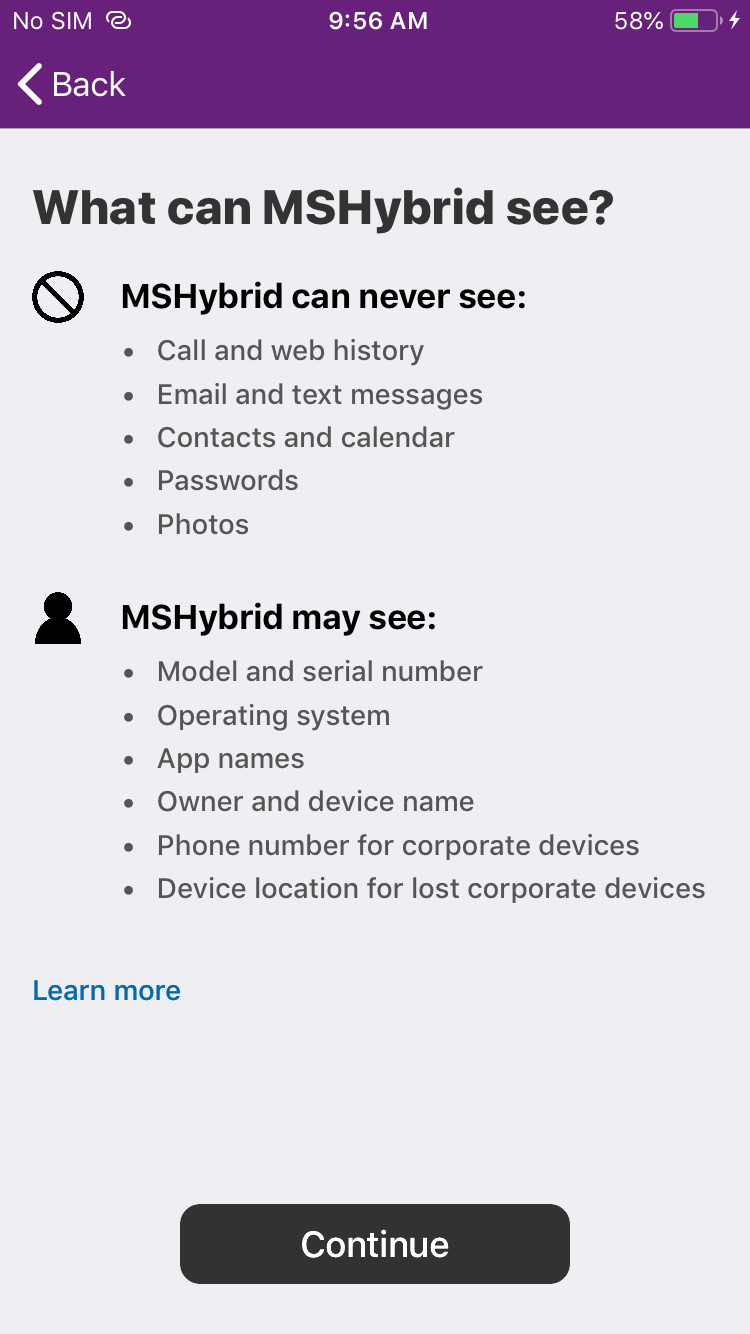 No SIM 9:56 AM 58%
Back
What can MSHybrid see?
MSHybrid can never see:
• Call and web history
• Email and text messages
• Contacts and calendar
• Passwords
• Photos
MSHybrid may see:
• Model and serial number
• Operating system
• App names
• Owner and device name
• Phone number for corporate devices
• Device location for lost corporate devices
Learn more
Continue